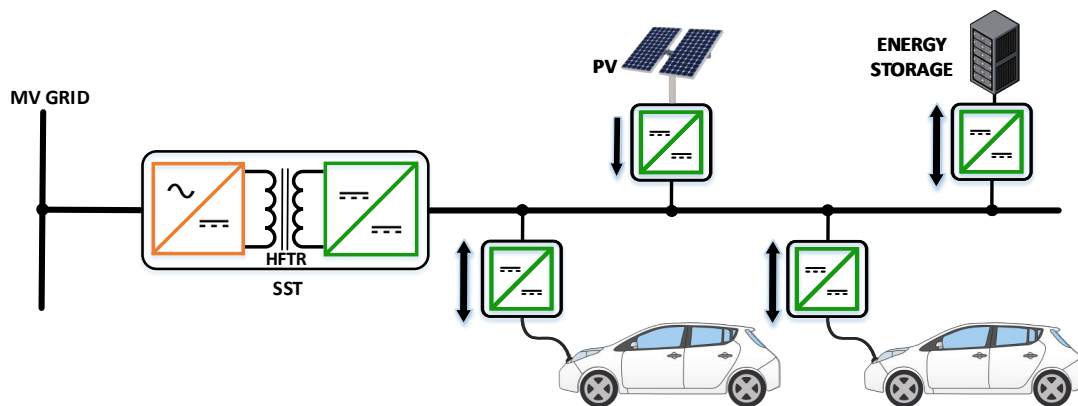 MV GRID
PV
ENERGY
STORAGE
HFTR
SST